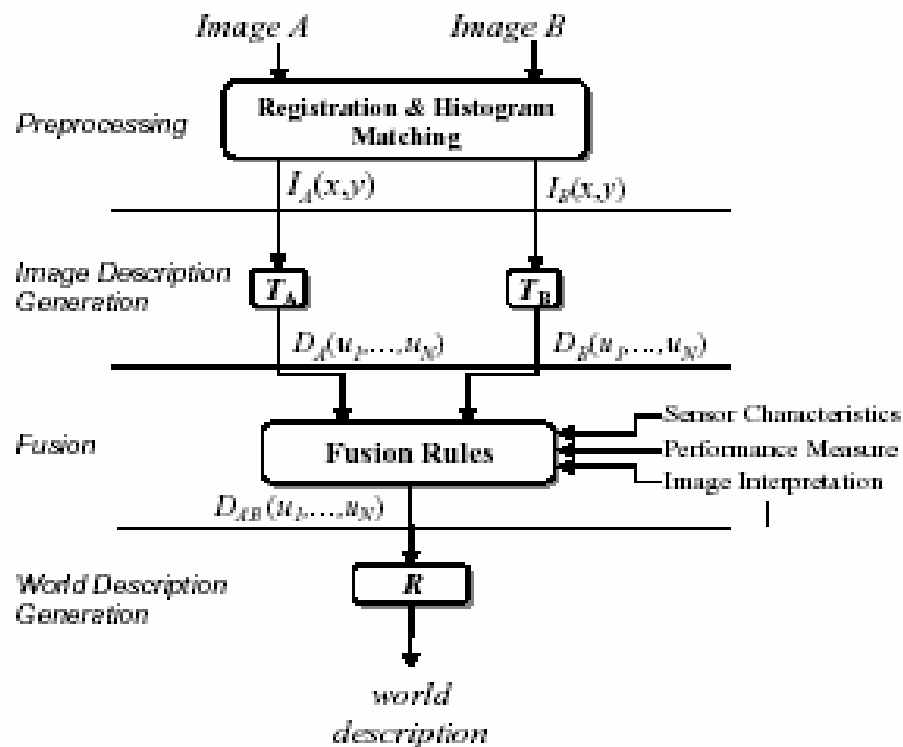 Image A Image B
Preprocessing
Registration & Histogram
Matching
I_A(x,y) I_B(x,y)
Image Description
Generation
T_A T_B
D_A(u_1,...,u_N) D_B(u_1,...,u_N)
Fusion
Fusion Rules
Sensor Characteristics
Performance Measure
Image Interpretation
D_AB(u_1,...,u_N)
World Description
Generation
R
world
description